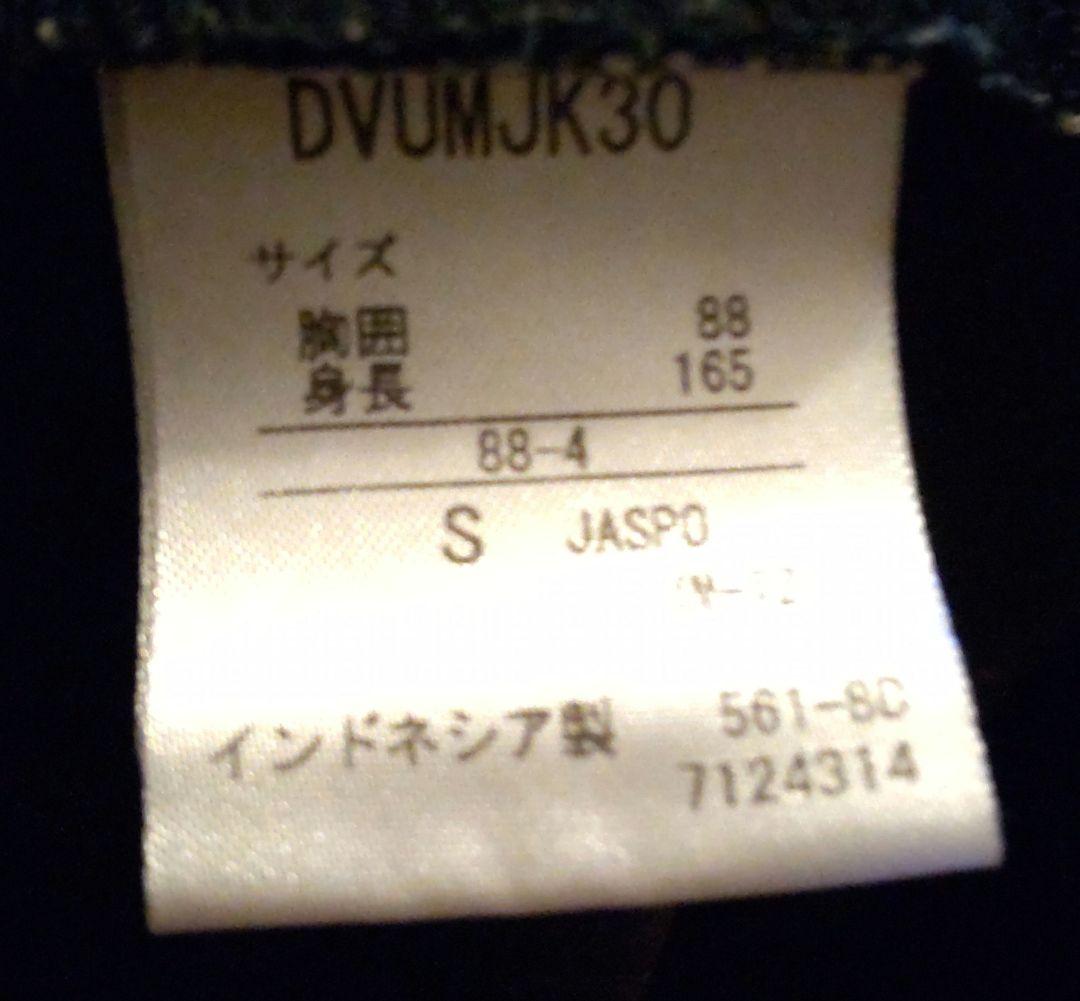 DVUMJK30
サイズ
胸囲 88
身長 165
88-4
S JASPO
インドネシア製 561-8C
7124314